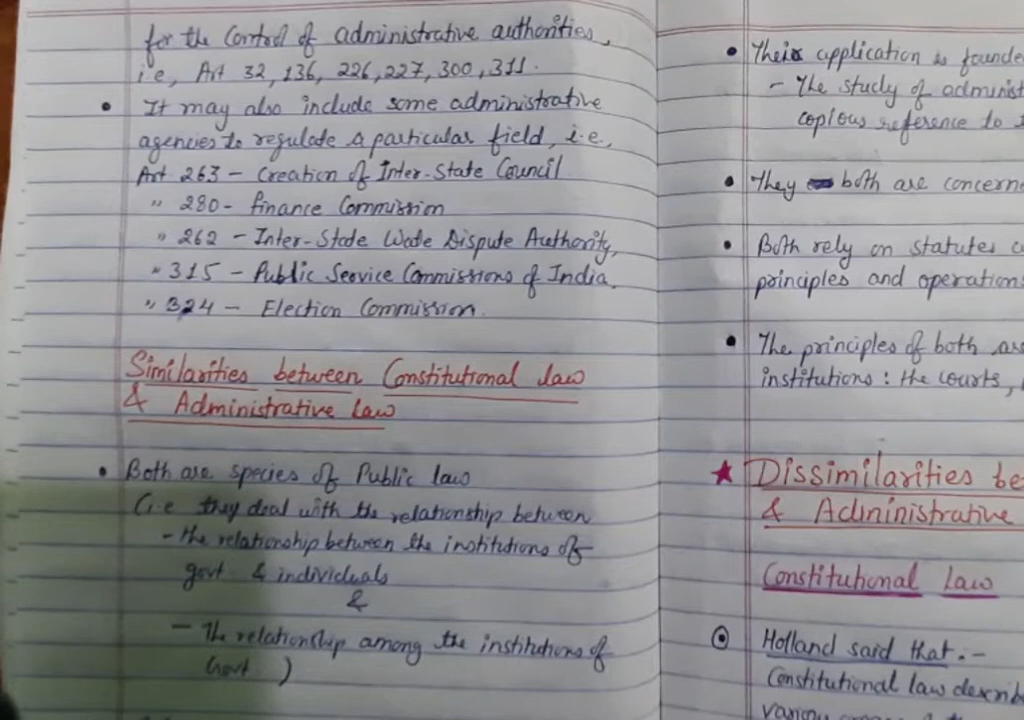 for the control of administrative authorities,
i.e, Art 32, 136, 226, 227, 300, 311.
• It may also include some administrative
agencies to regulate a particular field, i.e.,
Art 263 - Creation of Inter-State Council
" 280 - Finance Commission
" 262 - Inter-State Wade Dispute Authority,
" 315 - Public Service Commissions of India.
" 324 - Election Commission.
Similarities between Constitutional law
& Administrative Law
• Both are species of Public law
(i.e they deal with the relationship between
- the relationship between the institutions of
govt & individuals
&
- The relationship among the institutions of
Govt )
• Their application is founde
- The study of administ
copious reference to
• They both are concerne
• Both rely on statutes
principles and operations
• The principles of both are
institutions : the courts,
★ Dissimilarities be
& Administrative
Constitutional Law
Holland said that :-
Constitutional law describ
various